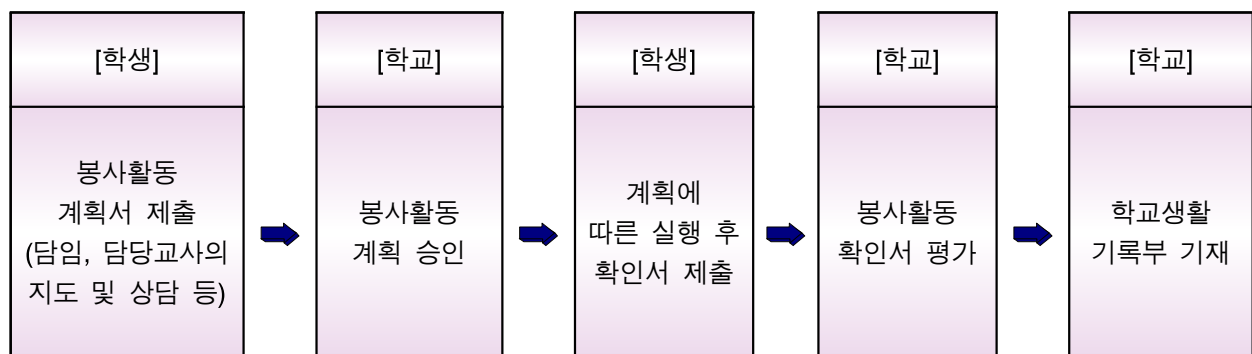 [학생]
봉사활동
계획서 제출
(담임, 담당교사의
지도 및 상담 등)
[학교]
봉사활동
계획 승인
[학생]
계획에
따른 실행 후
확인서 제출
[학교]
봉사활동
확인서 평가
[학교]
학교생활
기록부 기재